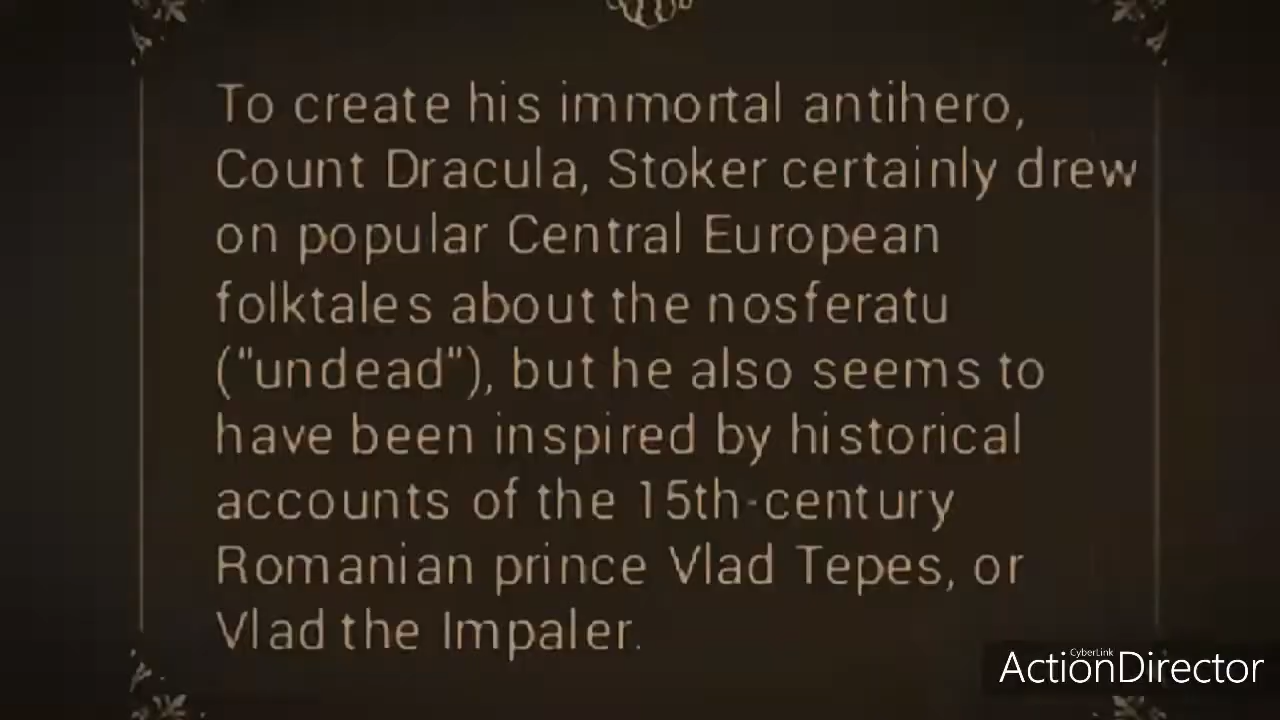 To create his immortal antihero,
Count Dracula, Stoker certainly drew
on popular Central European
folktales about the nosferatu
("undead"), but he also seems to
have been inspired by historical
accounts of the 15th-century
Romanian prince Vlad Tepes, or
Vlad the Impaler.
CyberLink
ActionDirector